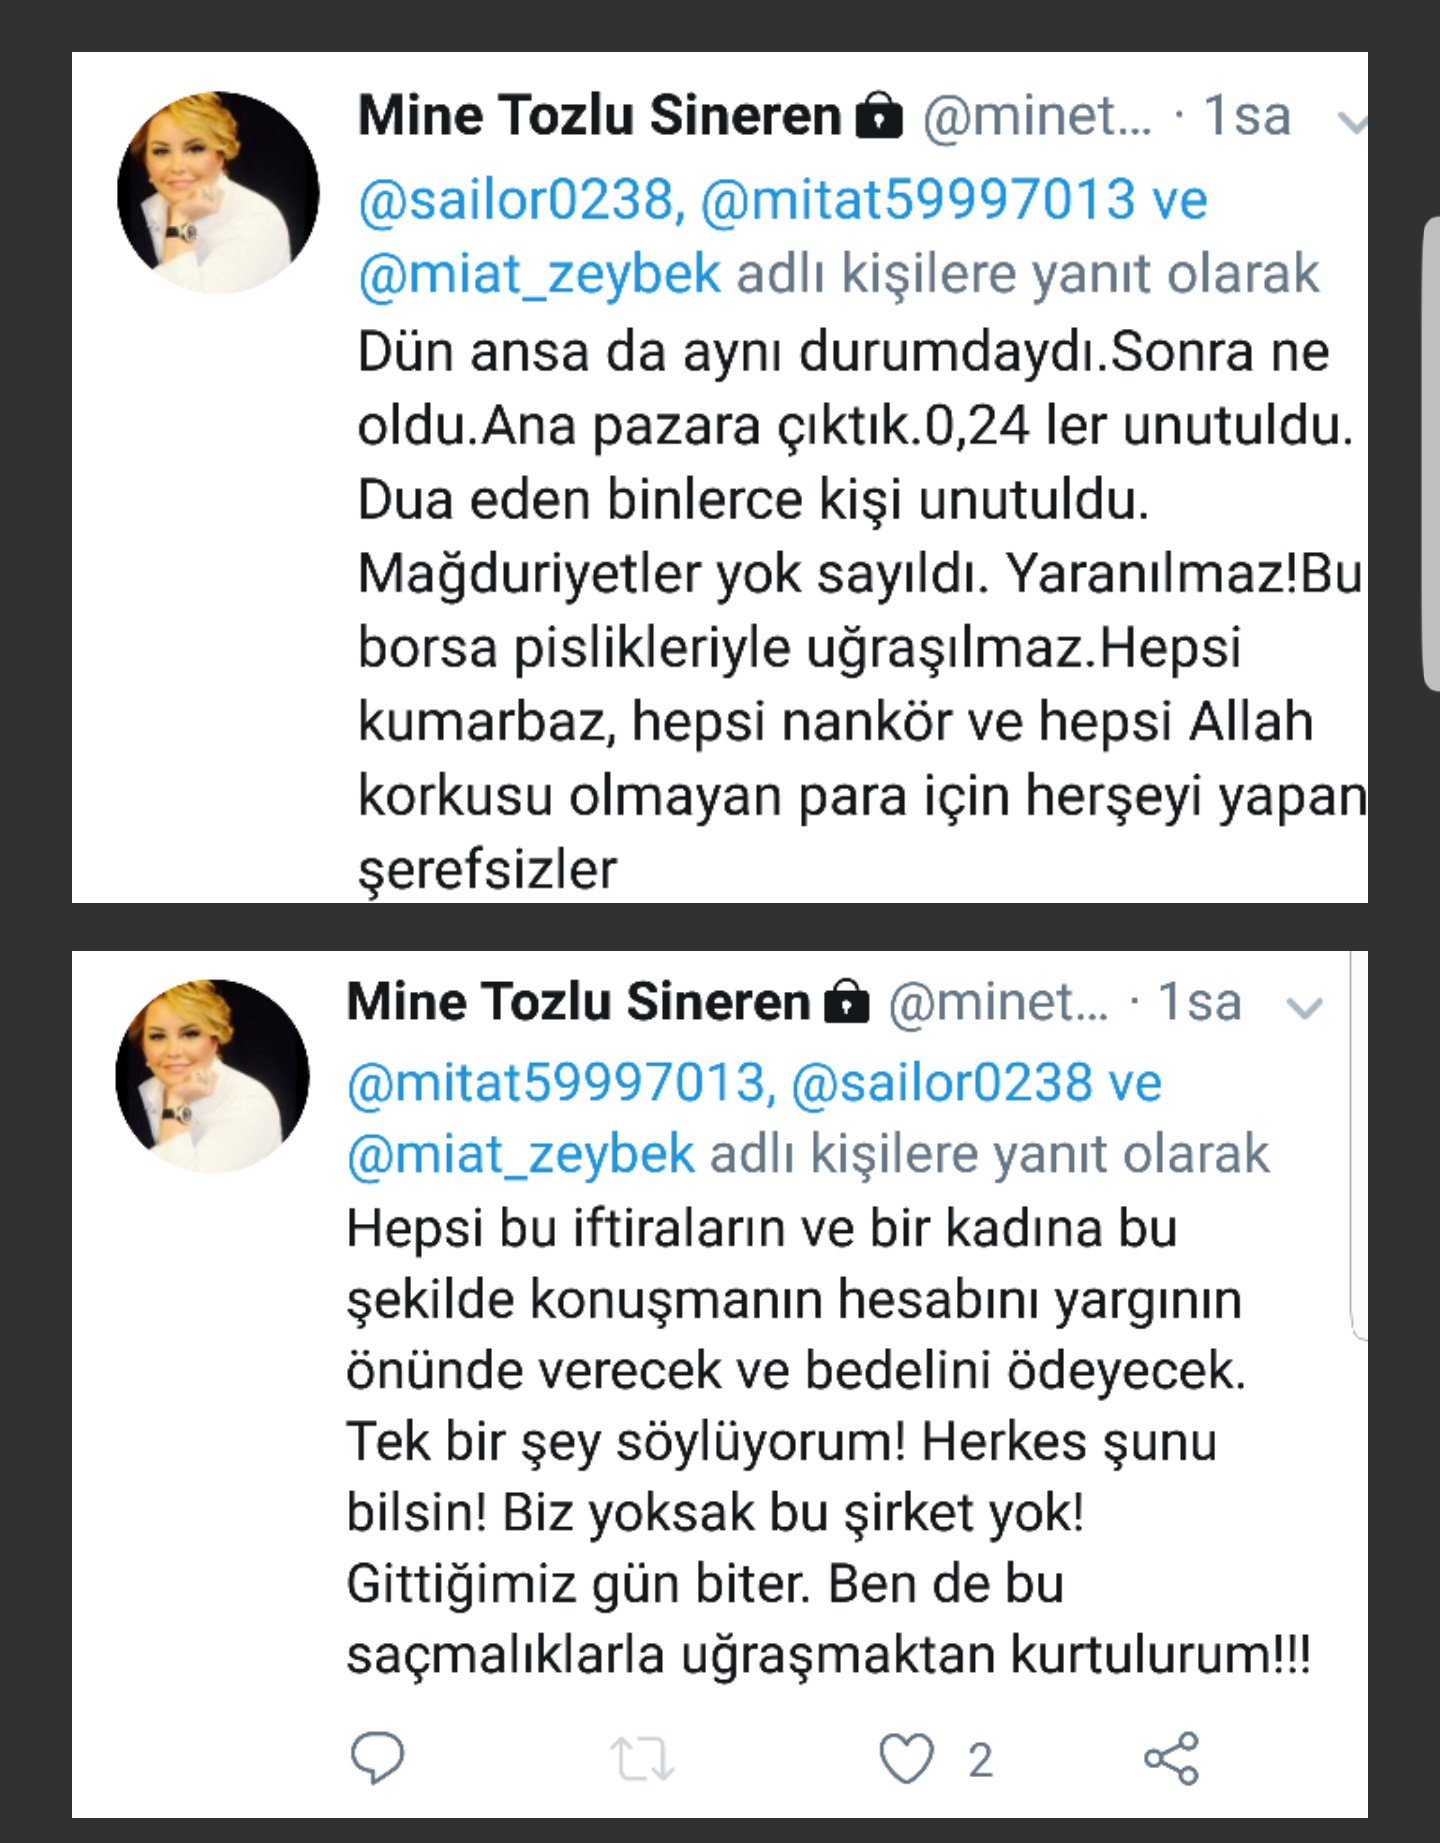 Mine Tozlu Sineren @minet... · 1sa
@sailor0238, @mitat59997013 ve
@miat_zeybek adlı kişilere yanıt olarak
Dün ansa da aynı durumdaydı.Sonra ne
oldu.Ana pazara çıktık.0,24 ler unutuldu.
Dua eden binlerce kişi unutuldu.
Mağduriyetler yok sayıldı. Yaranılmaz!Bu
borsa pislikleriyle uğraşılmaz.Hepsi
kumarbaz, hepsi nankör ve hepsi Allah
korkusu olmayan para için herşeyi yapan
şerefsizler
Mine Tozlu Sineren @minet... · 1sa
@mitat59997013, @sailor0238 ve
@miat_zeybek adlı kişilere yanıt olarak
Hepsi bu iftiraların ve bir kadına bu
şekilde konuşmanın hesabını yargının
önünde verecek ve bedelini ödeyecek.
Tek bir şey söylüyorum! Herkes şunu
bilsin! Biz yoksak bu şirket yok!
Gittiğimiz gün biter. Ben de bu
saçmalıklarla uğraşmaktan kurtulurum!!!
2